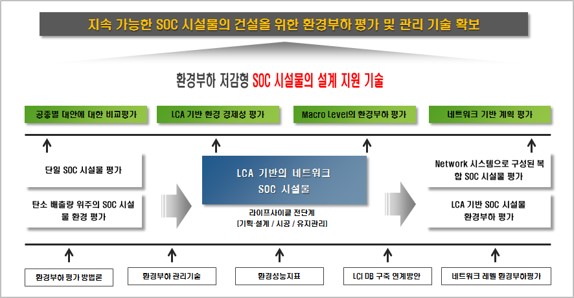 지속 가능한 SOC 시설물의 건설을 위한 환경부하 평가 및 관리 기술 확보
환경부하 저감형 SOC 시설물의 설계 지원 기술
공종별 대안에 대한 비교평가
LCA 기반 환경 경제성 평가
Macro Level의 환경부하 평가
네트워크 기반 계획 평가
단일 SOC 시설물 평가
탄소 배출량 위주의 SOC 시설
물 환경 평가
LCA 기반의 네트워크
SOC 시설물
라이프사이클 전단계
[기획·설계 / 시공 / 유지관리]
Network 시스템으로 구성된 복
합 SOC 시설물 평가
LCA 기반 SOC 시설물
환경부하 평가
환경부하 평가 방법론
환경부하 관리기술
환경성능지표
LCI DB 구축 연계방안
네트워크 레벨 환경부하평가